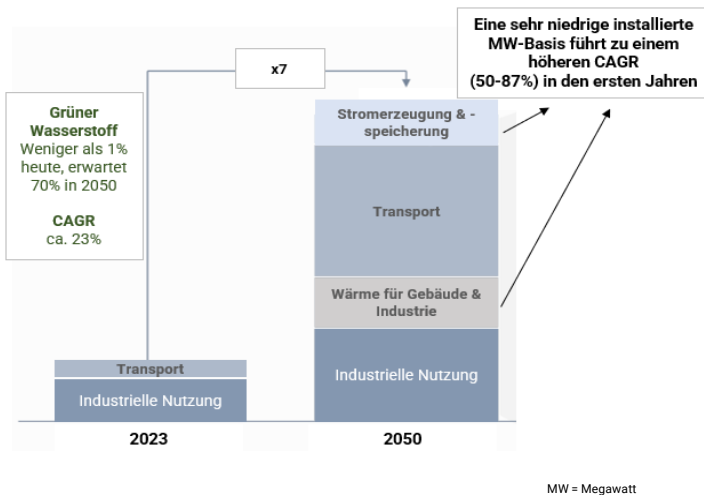 Eine sehr niedrige installierte
MW-Basis führt zu einem
höheren CAGR
(50-87%) in den ersten Jahren
x7
Grüner
Wasserstoff
Weniger als 1%
heute, erwartet
70% in 2050
CAGR
ca. 23%
Stromerzeugung & -
speicherung
Transport
Wärme für Gebäude &
Industrie
Industrielle Nutzung
Transport
Industrielle Nutzung
2023
2050
MW = Megawatt